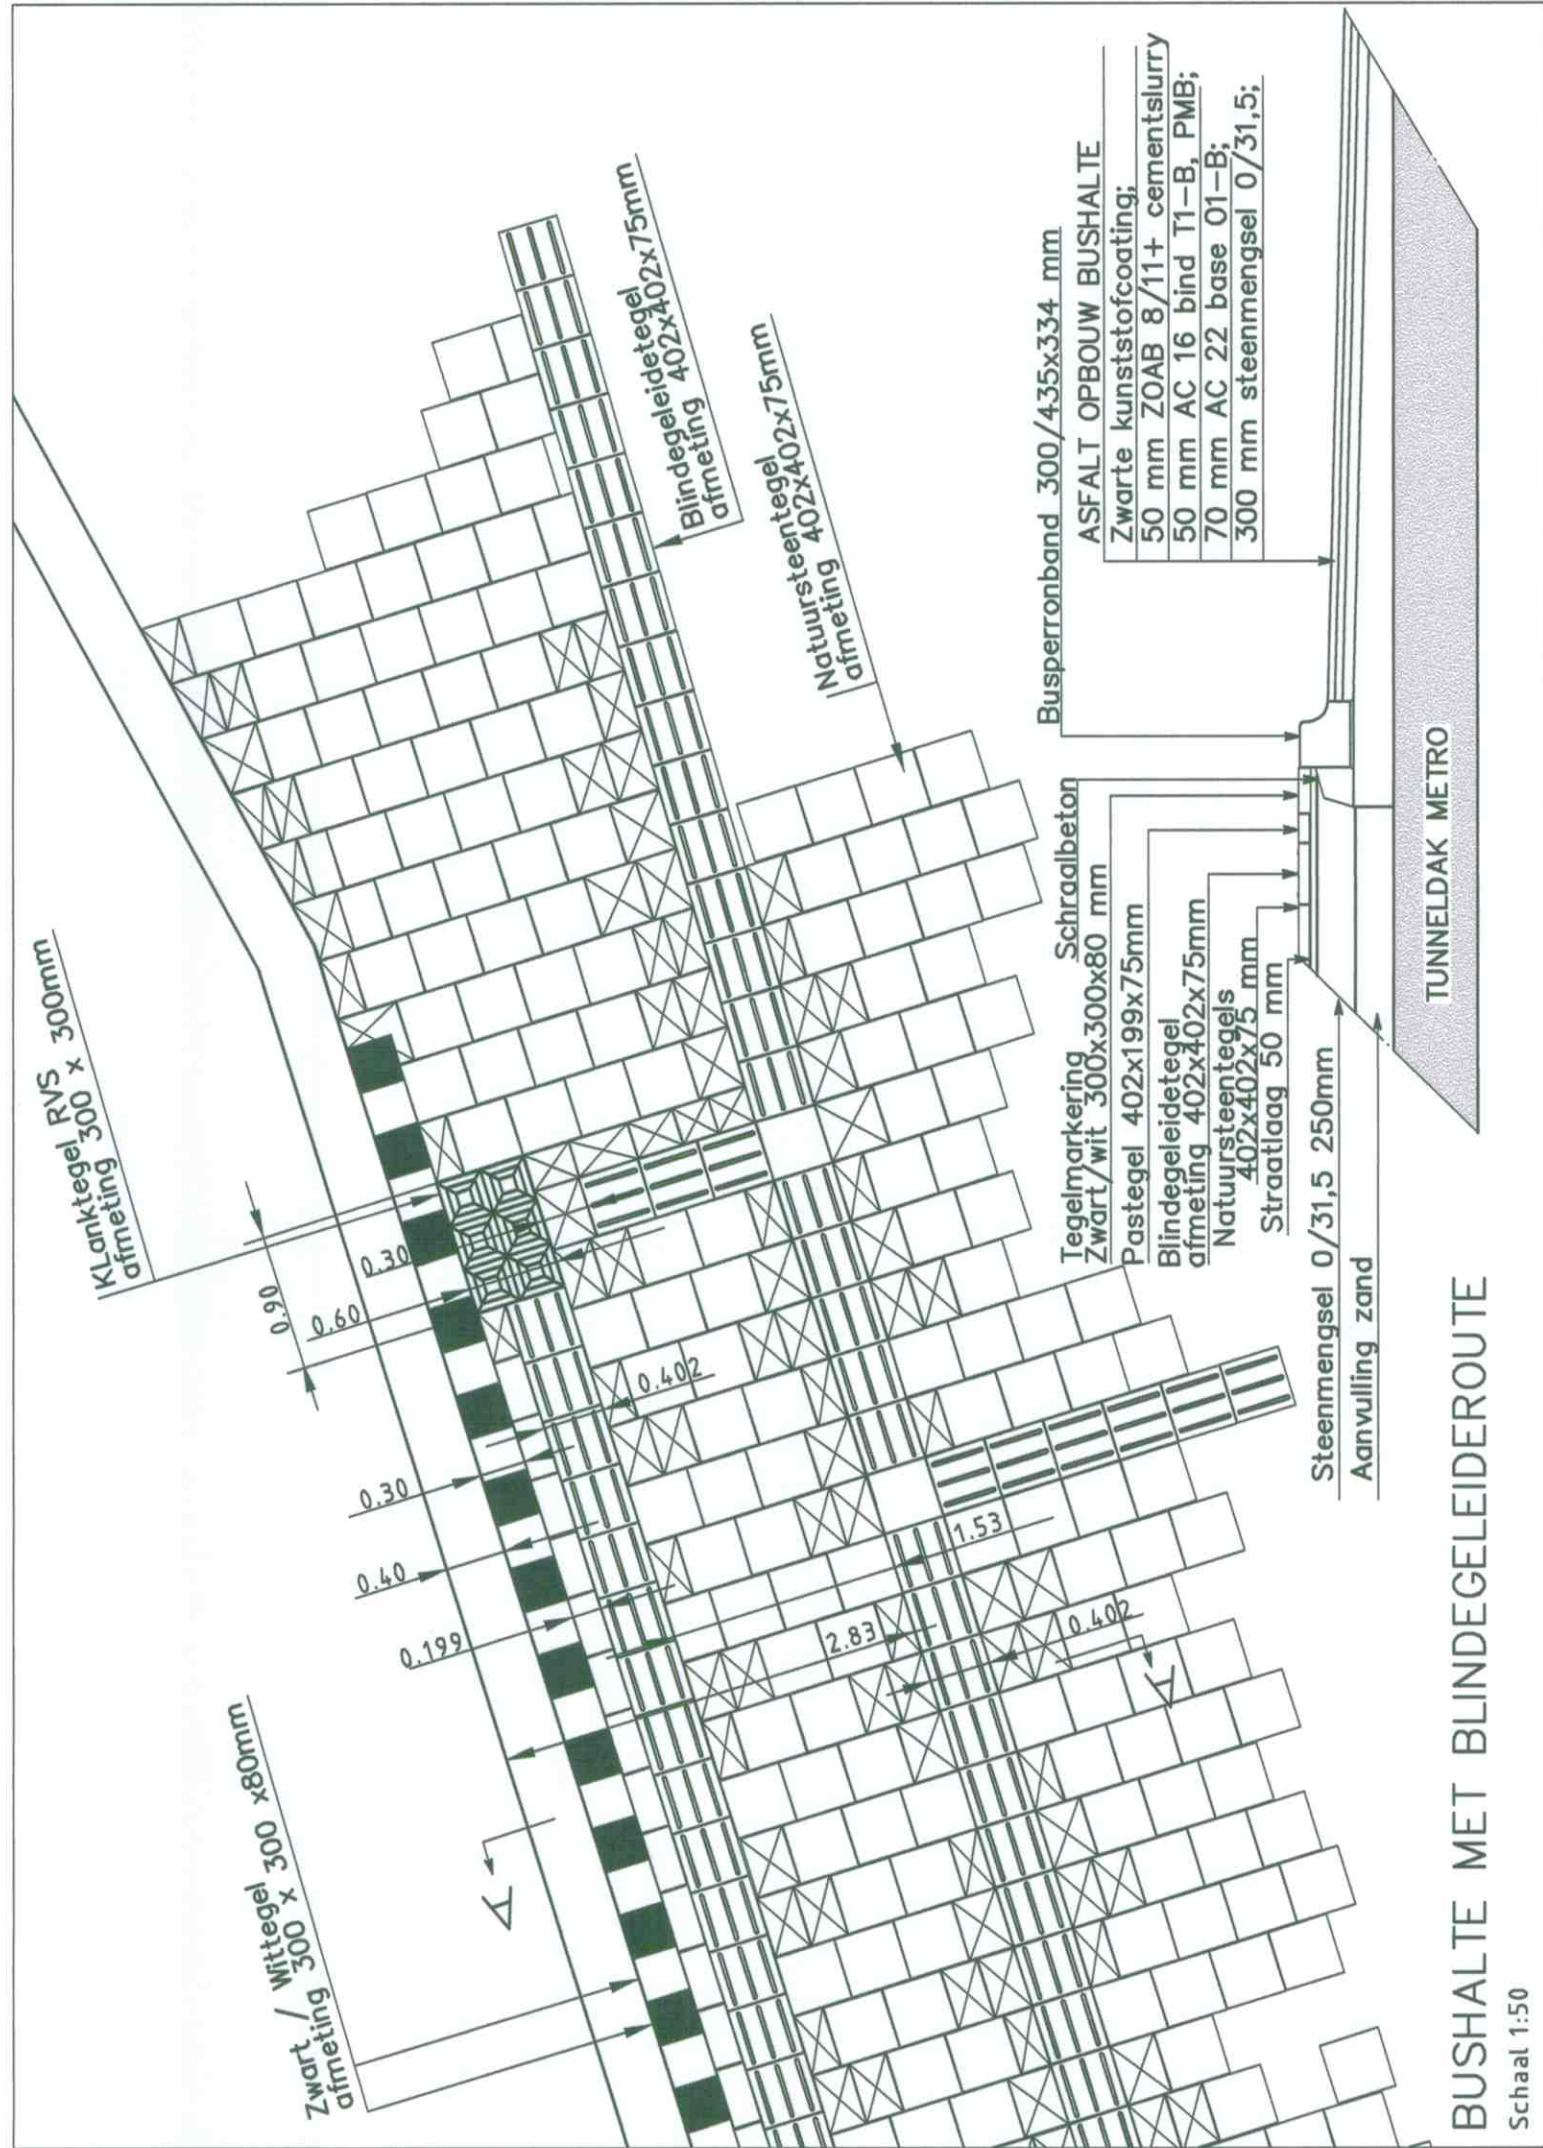 KLanktegel RVS
afmeting 300 x 300mm
0.90
0.60
0.30
0.402
0.30
0.40
0.199
2.83
1.53
0.402
A
A
Zwart / Wittegel
afmeting 300 x 300 x80mm
Blindegeleidetegel
afmeting 402x402x75mm
Natuursteentegel
afmeting 402x402x75mm
Busperronband 300/435x334 mm
ASFALT OPBOUW BUSHALTE
Zwarte kunststofcoating;
50 mm ZOAB 8/11+ cementslurry
50 mm AC 16 bind T1-B, PMB;
70 mm AC 22 base 01-B;
300 mm steenmengsel 0/31,5;
Schraalbeton
Tegelmarkering
Zwart/wit 300x300x80 mm
Pastegel 402x199x75mm
Blindegeleidetegel
afmeting 402x402x75mm
Natuursteentegels
402x402x75 mm
Straatlaag 50 mm
Steenmengsel 0/31,5 250mm
Aanvulling zand
TUNNELDAK METRO
BUSHALTE MET BLINDEGELEIDEROUTE
Schaal 1:50